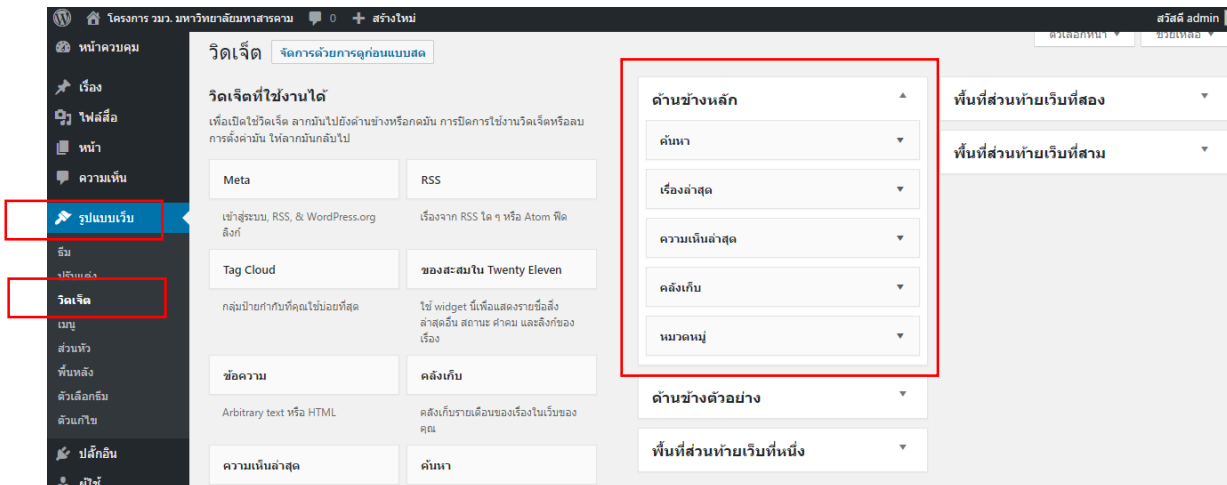 โครงการ วมว. มหาวิทยาลัยมหาสารคาม 0 + สร้างใหม่ สวัสดี admin
หน้าควบคุม
เรื่อง
ไฟล์สื่อ
หน้า
ความเห็น
รูปแบบเว็บ
ธีม
ปรับแต่ง
วิดเจ็ต
เมนู
ส่วนหัว
พื้นหลัง
ตัวเลือกธีม
ตัวแก้ไข
ปลั๊กอิน
ผู้ใช้
ตัวเลือกหน้า ช่วยเหลือ
วิดเจ็ต จัดการด้วยการดูก่อนแบบสด
วิดเจ็ตที่ใช้งานได้
เพื่อเปิดใช้วิดเจ็ต ลากมันไปยังด้านข้างหรือกดมัน การปิดการใช้งานวิดเจ็ตหรือลบ
การตั้งค่ามัน ให้ลากมันกลับไป
Meta
เข้าสู่ระบบ, RSS, & WordPress.org
ลิงก์
RSS
เรื่องจาก RSS ใด ๆ หรือ Atom ฟีด
Tag Cloud
กลุ่มป้ายกำกับที่คุณใช้บ่อยที่สุด
ของสะสมใน Twenty Eleven
ใช้ widget นี้เพื่อแสดงรายชื่อสิ่ง
ล่าสุดอื่น สถานะ คำคม และลิงก์ของ
เรื่อง
ข้อความ
Arbitrary text หรือ HTML
คลังเก็บ
คลังเก็บรายเดือนของเรื่องในเว็บของ
คุณ
ความเห็นล่าสุด
ค้นหา
ด้านข้างหลัก
ค้นหา
เรื่องล่าสุด
ความเห็นล่าสุด
คลังเก็บ
หมวดหมู่
ด้านข้างตัวอย่าง
พื้นที่ส่วนท้ายเว็บที่หนึ่ง
พื้นที่ส่วนท้ายเว็บที่สอง
พื้นที่ส่วนท้ายเว็บที่สาม